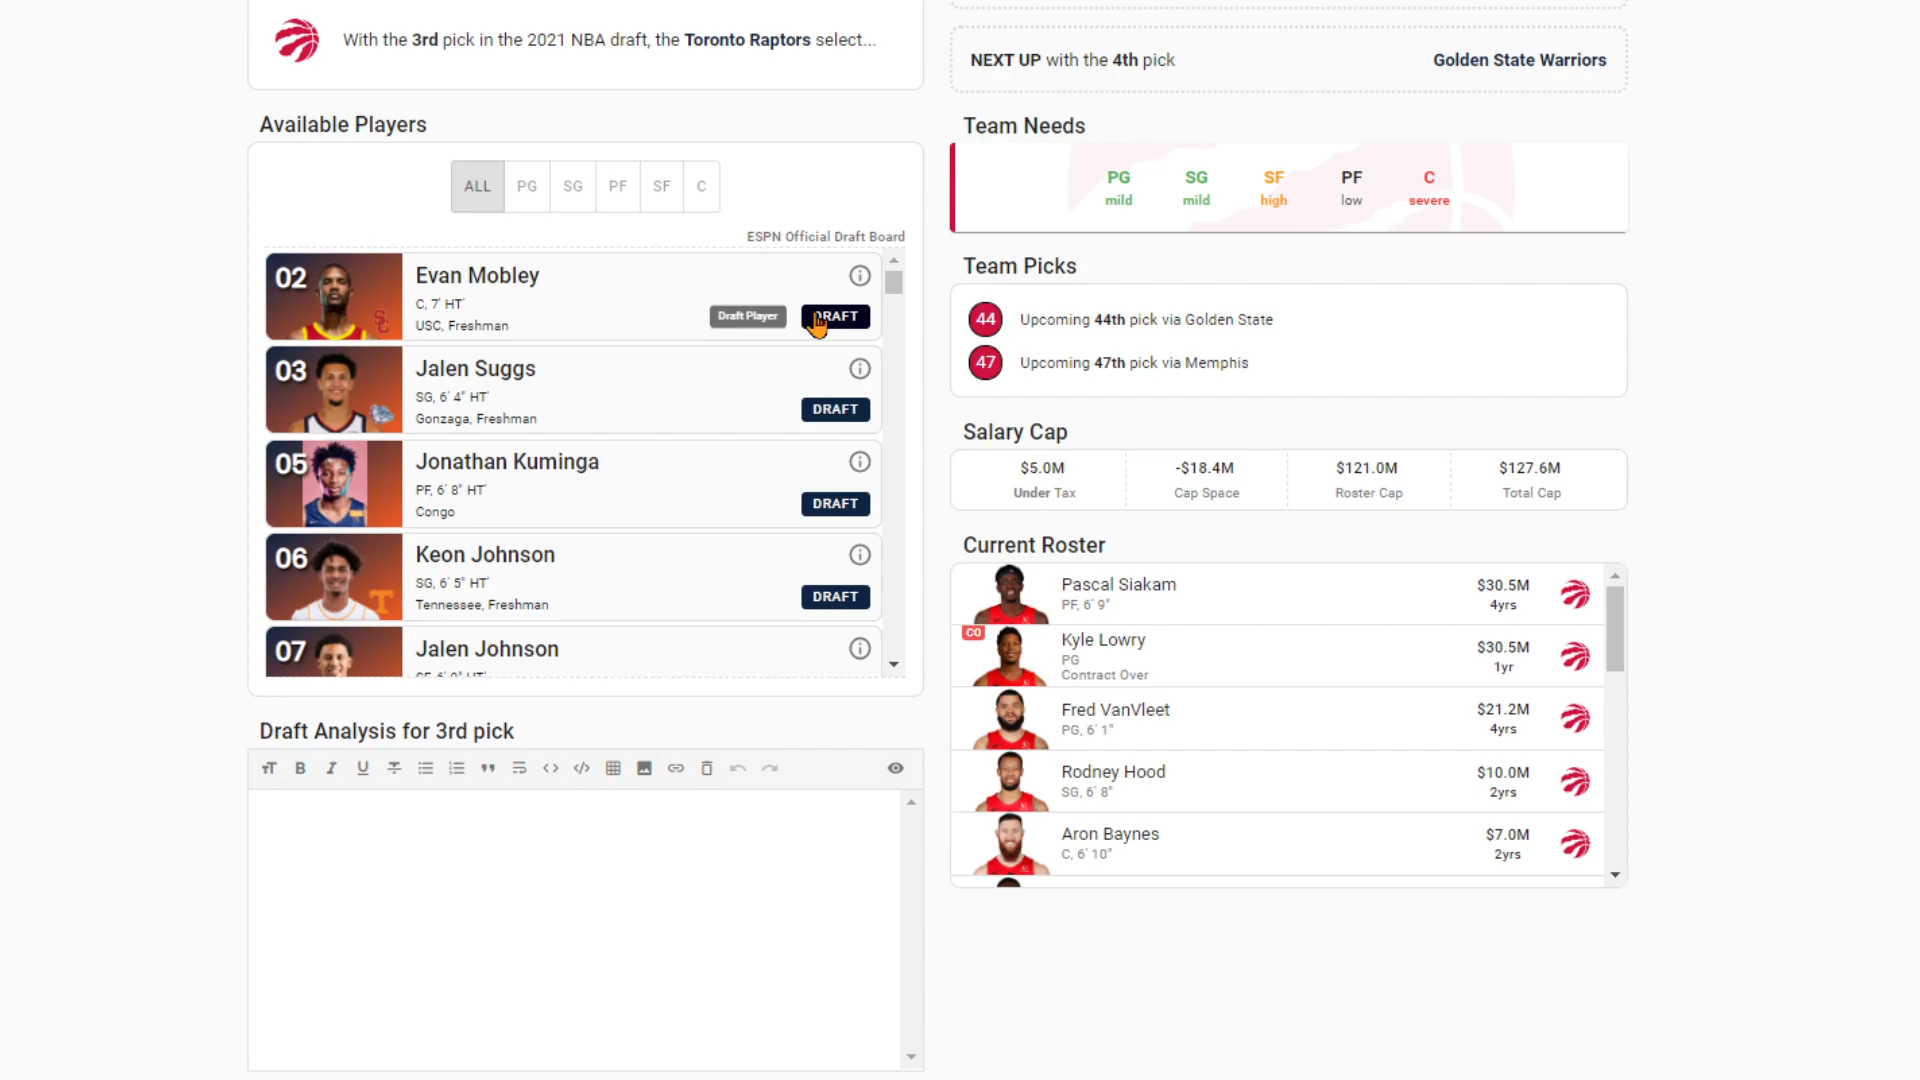 With the 3rd pick in the 2021 NBA draft, the Toronto Raptors select...
NEXT UP with the 4th pick
Golden State Warriors
Available Players
ALL PG SG PF SF C
ESPN Official Draft Board
02
Evan Mobley
C, 7' HT'
USC, Freshman
Draft Player
DRAFT
03
Jalen Suggs
SG, 6' 4" HT'
Gonzaga, Freshman
DRAFT
05
Jonathan Kuminga
PF, 6' 8" HT'
Congo
DRAFT
06
Keon Johnson
SG, 6' 5" HT'
Tennessee, Freshman
DRAFT
07
Jalen Johnson
Draft Analysis for 3rd pick
Team Needs
PG SG SF PF C
mild mild high low severe
Team Picks
44 Upcoming 44th pick via Golden State
47 Upcoming 47th pick via Memphis
Salary Cap
$5.0M -$18.4M $121.0M $127.6M
Under Tax Cap Space Roster Cap Total Cap
Current Roster
Pascal Siakam
PF, 6' 9"
$30.5M
4yrs
CO
Kyle Lowry
PG
Contract Over
$30.5M
1yr
Fred VanVleet
PG, 6' 1"
$21.2M
4yrs
Rodney Hood
SG, 6' 8"
$10.0M
2yrs
Aron Baynes
C, 6' 10"
$7.0M
2yrs